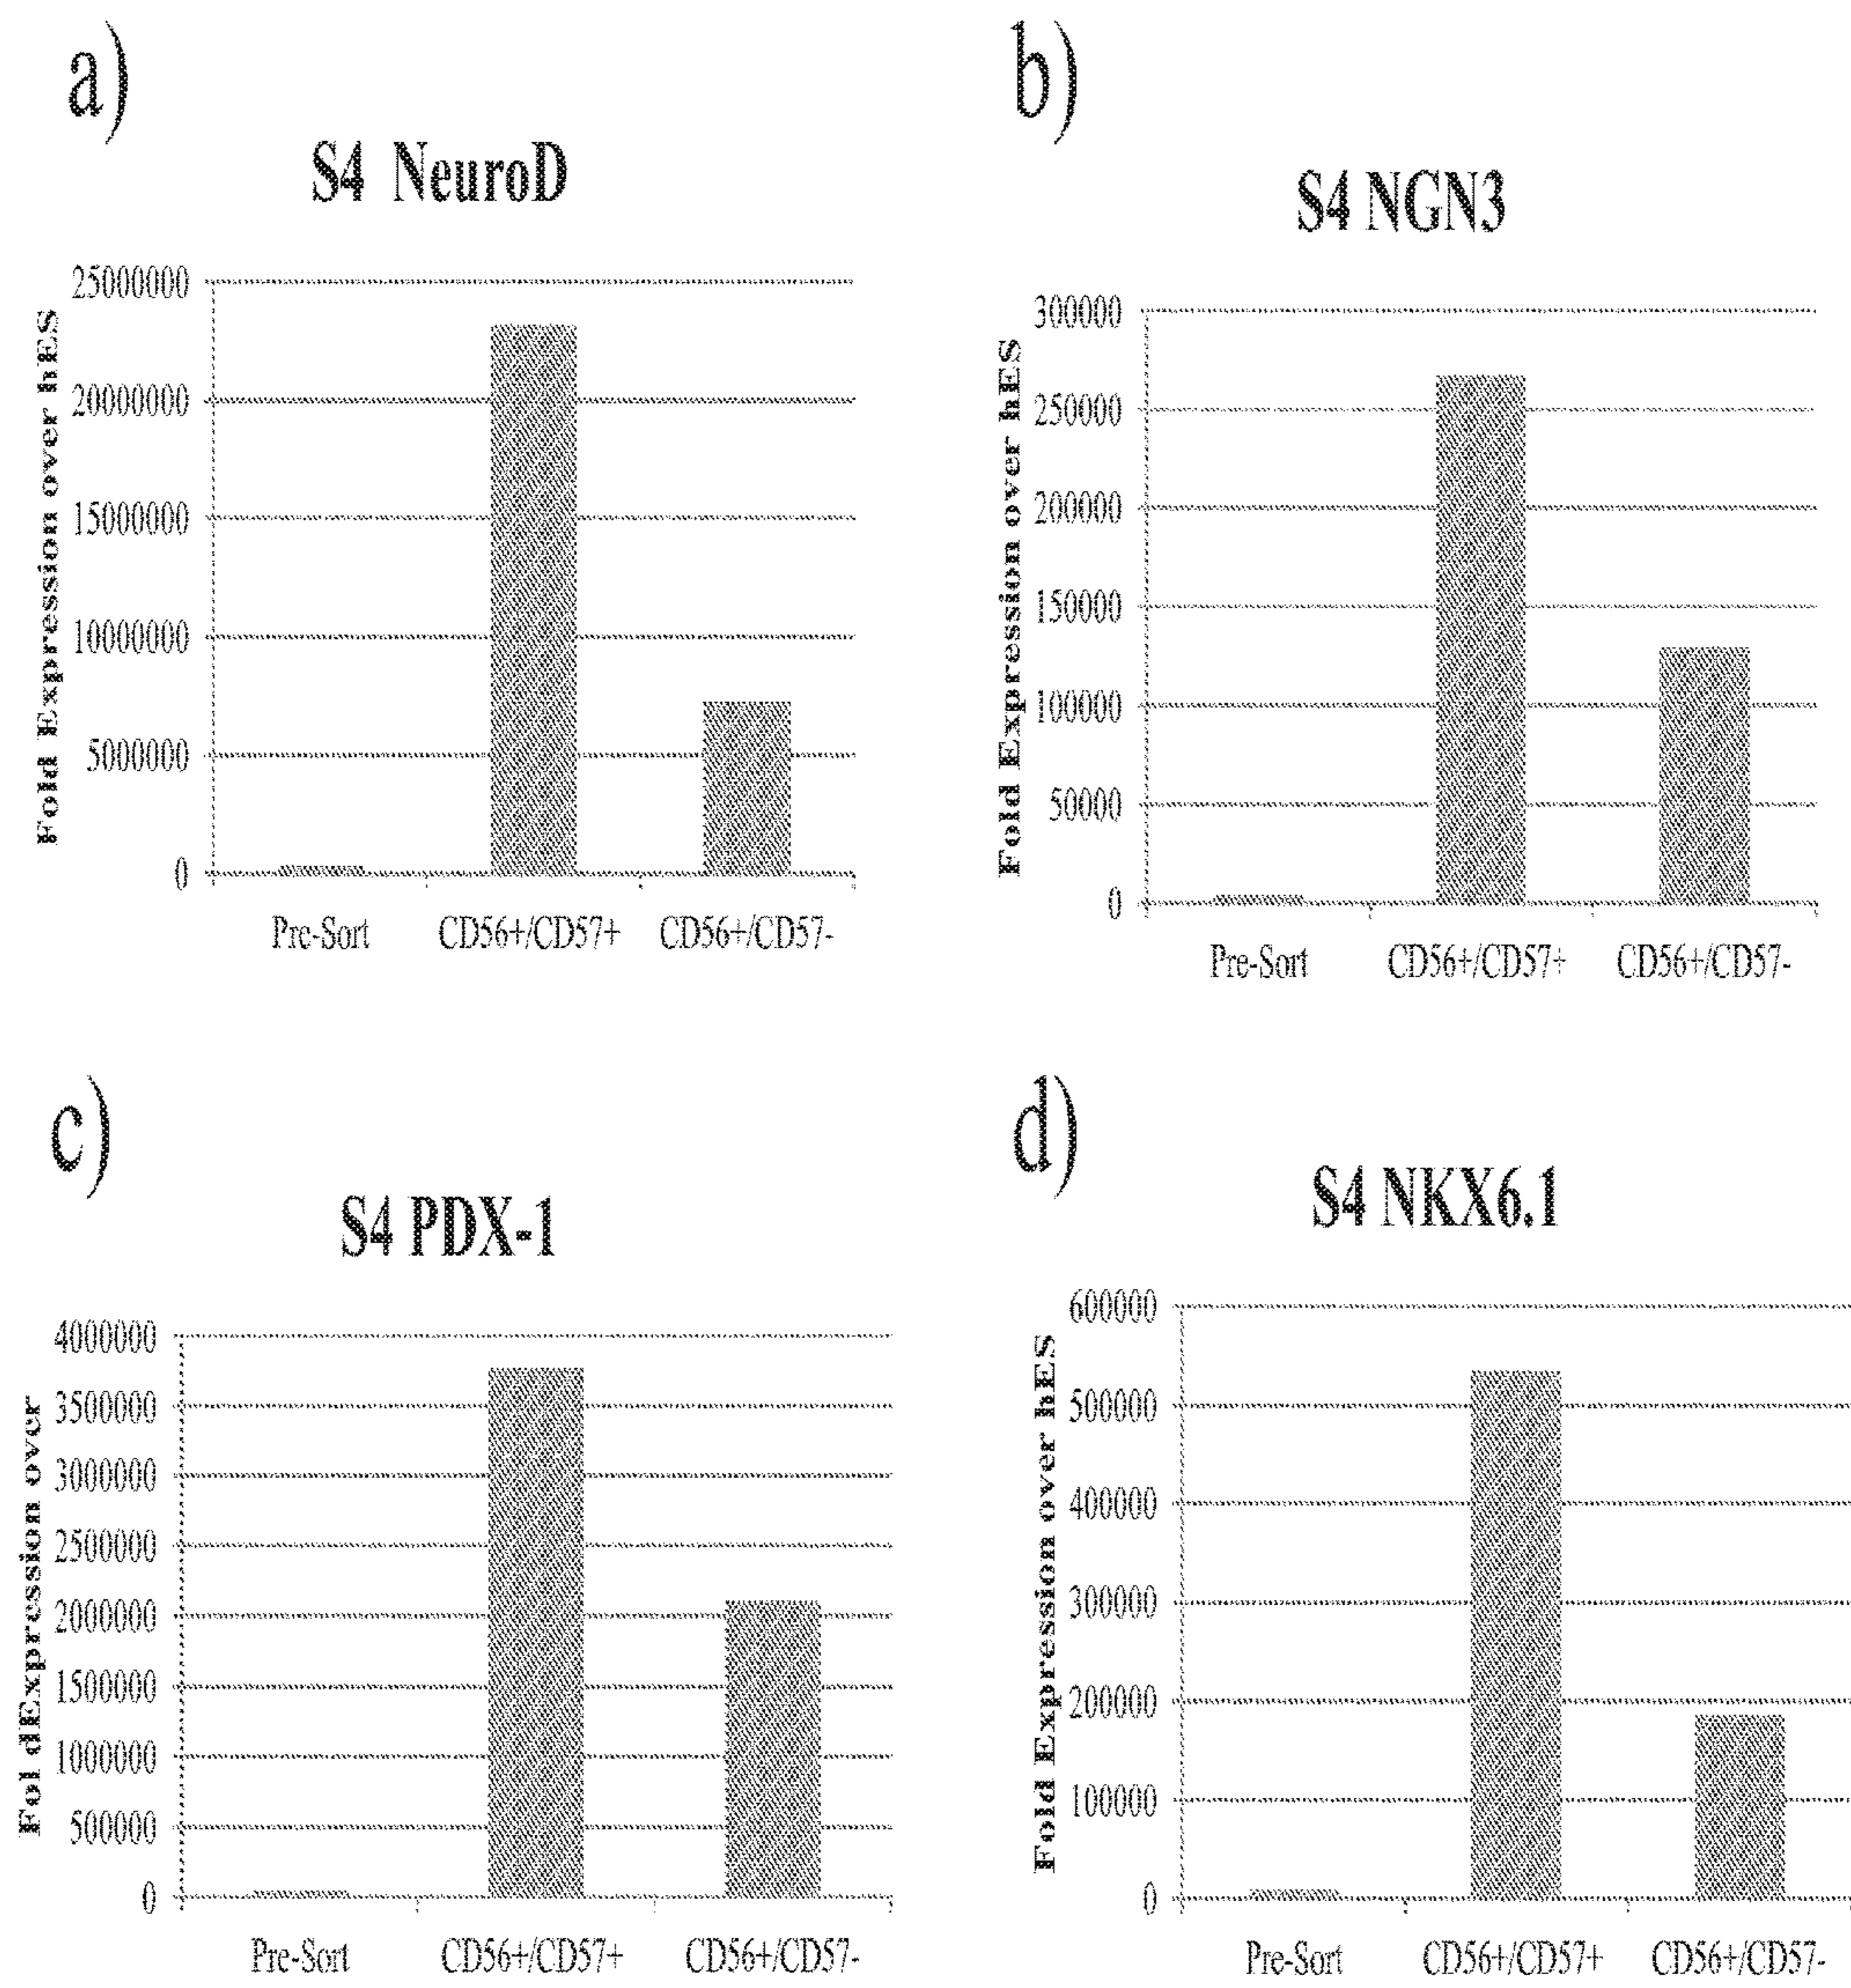 a)
S4 NeuroD
Fold Expression over hES
25000000
20000000
15000000
10000000
5000000
0
Pre-Sort CD56+/CD57+ CD56+/CD57-
b)
S4 NGN3
Fold Expression over hES
300000
250000
200000
150000
100000
50000
0
Pre-Sort CD56+/CD57+ CD56+/CD57-
c)
S4 PDX-1
Fol dExpression over
4000000
3500000
3000000
2500000
2000000
1500000
1000000
500000
0
Pre-Sort CD56+/CD57+ CD56+/CD57-
d)
S4 NKX6.1
Fold Expression over hES
600000
500000
400000
300000
200000
100000
0
Pre-Sort CD56+/CD57+ CD56+/CD57-